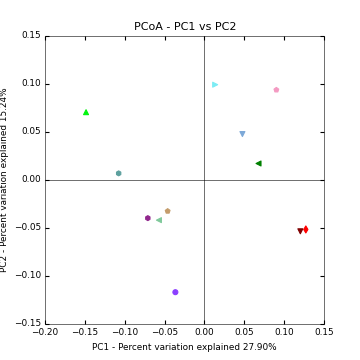 PCoA - PC1 vs PC2
0.15
0.10
0.05
0.00
−0.05
−0.10
−0.15
PC2 - Percent variation explained 15.24%
−0.20 −0.15 −0.10 −0.05 0.00 0.05 0.10 0.15
PC1 - Percent variation explained 27.90%